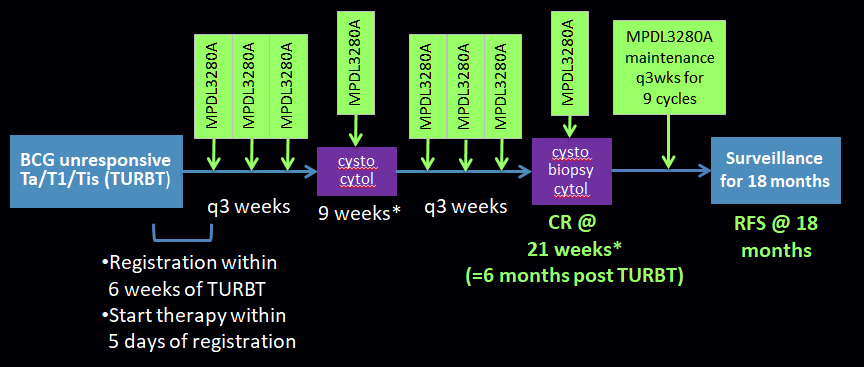 MPDL3280A
MPDL3280A
MPDL3280A
MPDL3280A
MPDL3280A
MPDL3280A
MPDL3280A
MPDL3280A
MPDL3280A
maintenance
q3wks for
9 cycles
BCG unresponsive
Ta/T1/Tis (TURBT)
cysto
cytol
cysto
biopsy
cytol
Surveillance
for 18 months
q3 weeks
9 weeks*
q3 weeks
CR @
21 weeks*
(=6 months post TURBT)
RFS @ 18
months
•Registration within
6 weeks of TURBT
•Start therapy within
5 days of registration